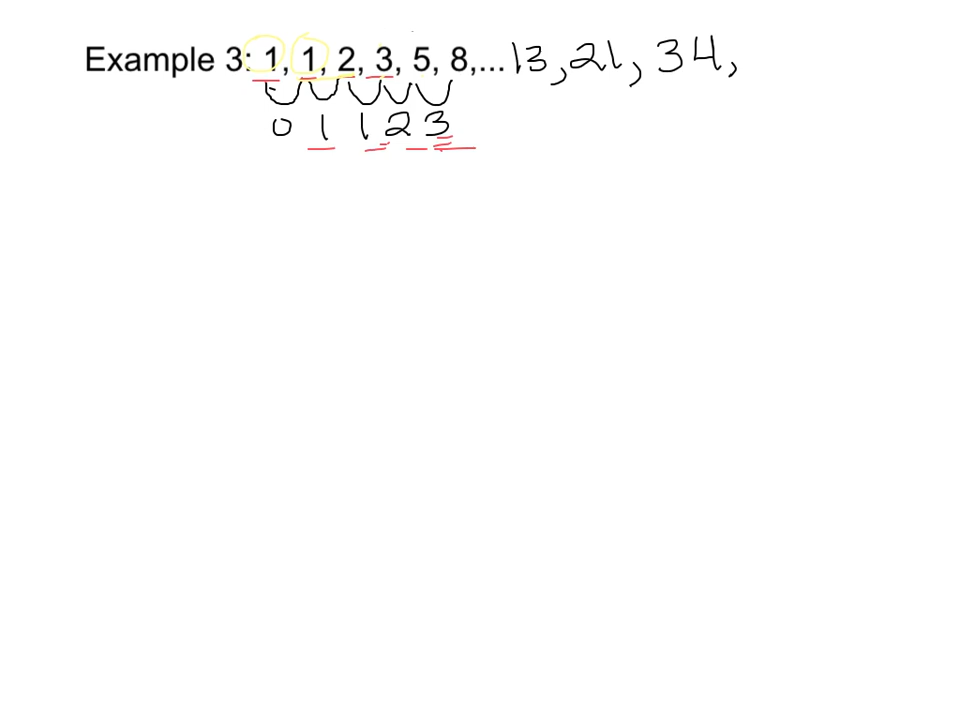 Example 3: 1, 1, 2, 3, 5, 8,...13, 21, 34,
0 1 1 2 3